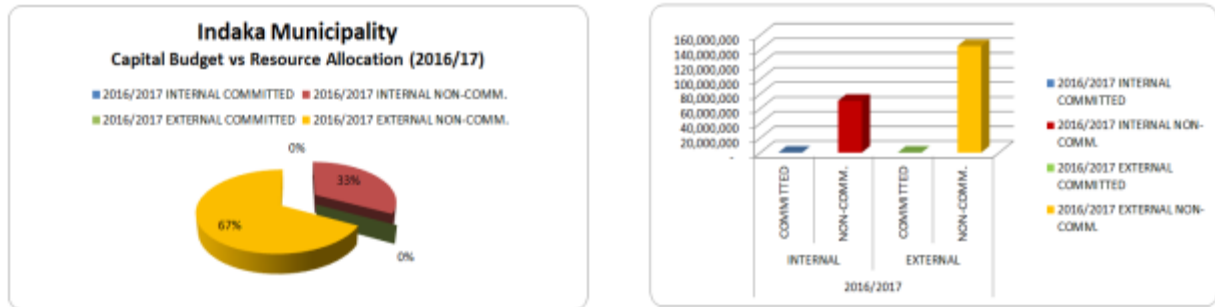 Indaka Municipality
Capital Budget vs Resource Allocation (2016/17)
2016/2017 INTERNAL COMMITTED 2016/2017 INTERNAL NON-COMM.
2016/2017 EXTERNAL COMMITTED 2016/2017 EXTERNAL NON-COMM.
0%
33%
67%
0%
160,000,000
140,000,000
120,000,000
100,000,000
80,000,000
60,000,000
40,000,000
20,000,000
-
COMMITTED
NON-COMM.
COMMITTED
NON-COMM.
INTERNAL EXTERNAL
2016/2017
2016/2017 INTERNAL
COMMITTED
2016/2017 INTERNAL NON-
COMM.
2016/2017 EXTERNAL
COMMITTED
2016/2017 EXTERNAL NON-
COMM.